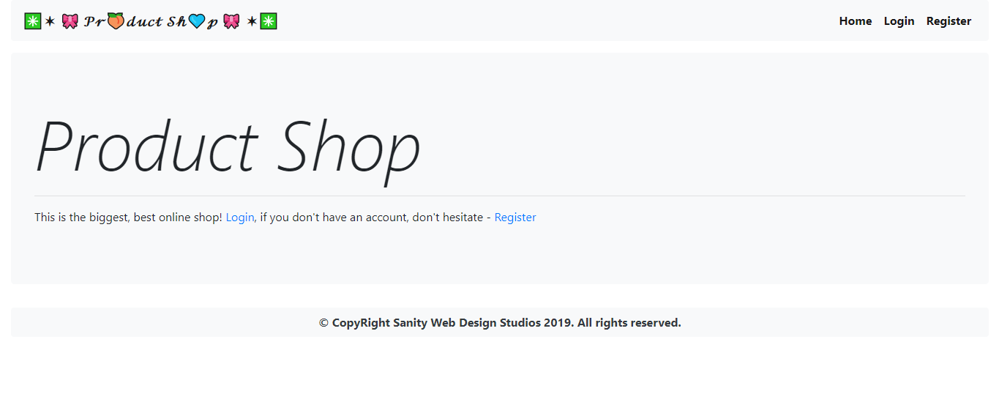 ✳️✶ 🎀 𝒫𝓇🍑𝒹𝓊𝒸𝓉 𝒮𝒽💙𝓅 🎀 ✶✳️
Home Login Register
Product Shop
This is the biggest, best online shop! Login, if you don't have an account, don't hesitate - Register
© CopyRight Sanity Web Design Studios 2019. All rights reserved.